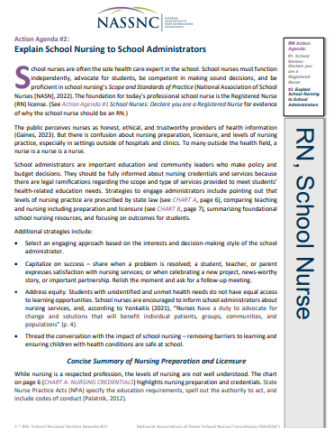 NASSNC
NATIONAL
ASSOCIATION OF
STATE SCHOOL
NURSE CONSULTANTS
Action Agenda #2:
Explain School Nursing to School Administrators
School nurses are often the sole health care expert in the school. School nurses must function
independently, advocate for students, be competent in making sound decisions, and be
proficient in school nursing's Scope and Standards of Practice (National Association of School
Nurses [NASN], 2022). The foundation for today's professional school nurse is the Registered Nurse
(RN) license. (See Action Agenda #1 School Nurses: Declare you are a Registered Nurse for evidence
of why the school nurse should be an RN.)
The public perceives nurses as honest, ethical, and trustworthy providers of health information
(Gaines, 2023). But there is confusion about nursing preparation, licensure, and levels of nursing
practice, especially in settings outside of hospitals and clinics. To many outside the health field, a
nurse is a nurse is a nurse.
School administrators are important education and community leaders who make policy and
budget decisions. They should be fully informed about nursing credentials and services because
there are legal ramifications regarding the scope and type of services provided to meet students'
health-related education needs. Strategies to engage administrators include pointing out that
levels of nursing practice are prescribed by state law (see CHART A, page 6), comparing teaching
and nursing including preparation and licensure (see CHART B, page 7), summarizing foundational
school nursing resources, and focusing on outcomes for students.
Additional strategies include:
• Select an engaging approach based on the interests and decision-making style of the school
administrator.
• Capitalize on success – share when a problem is resolved; a student, teacher, or parent
expresses satisfaction with nursing services; or when celebrating a new project, news-worthy
story, or important partnership. Relish the moment and ask for a follow-up meeting.
• Address equity. Students with unidentified and unmet health needs do not have equal access
to learning opportunities. School nurses are encouraged to inform school administrators about
nursing services, and, according to Yonkaitis (2021), "Nurses have a duty to advocate for
change and solutions that will benefit individual patients, groups, communities, and
populations" (p. 4).
• Thread the conversation with the impact of school nursing – removing barriers to learning and
ensuring children with health conditions are safe at school.
Concise Summary of Nursing Preparation and Licensure
While nursing is a respected profession, the levels of nursing are not well understood. The chart
on page 6 (CHART A: NURSING CREDENTIALS) highlights nursing preparation and credentials. State
Nurse Practice Acts (NPA) specify the education requirements, spell out the authority to act, and
include codes of conduct (Palatnik, 2012).
RN Action
Agenda:
#1: School
Nurses:
Declare you
are a
Registered
Nurse
#2: Explain
School Nursing
to School
Administrators
RN, School Nurse